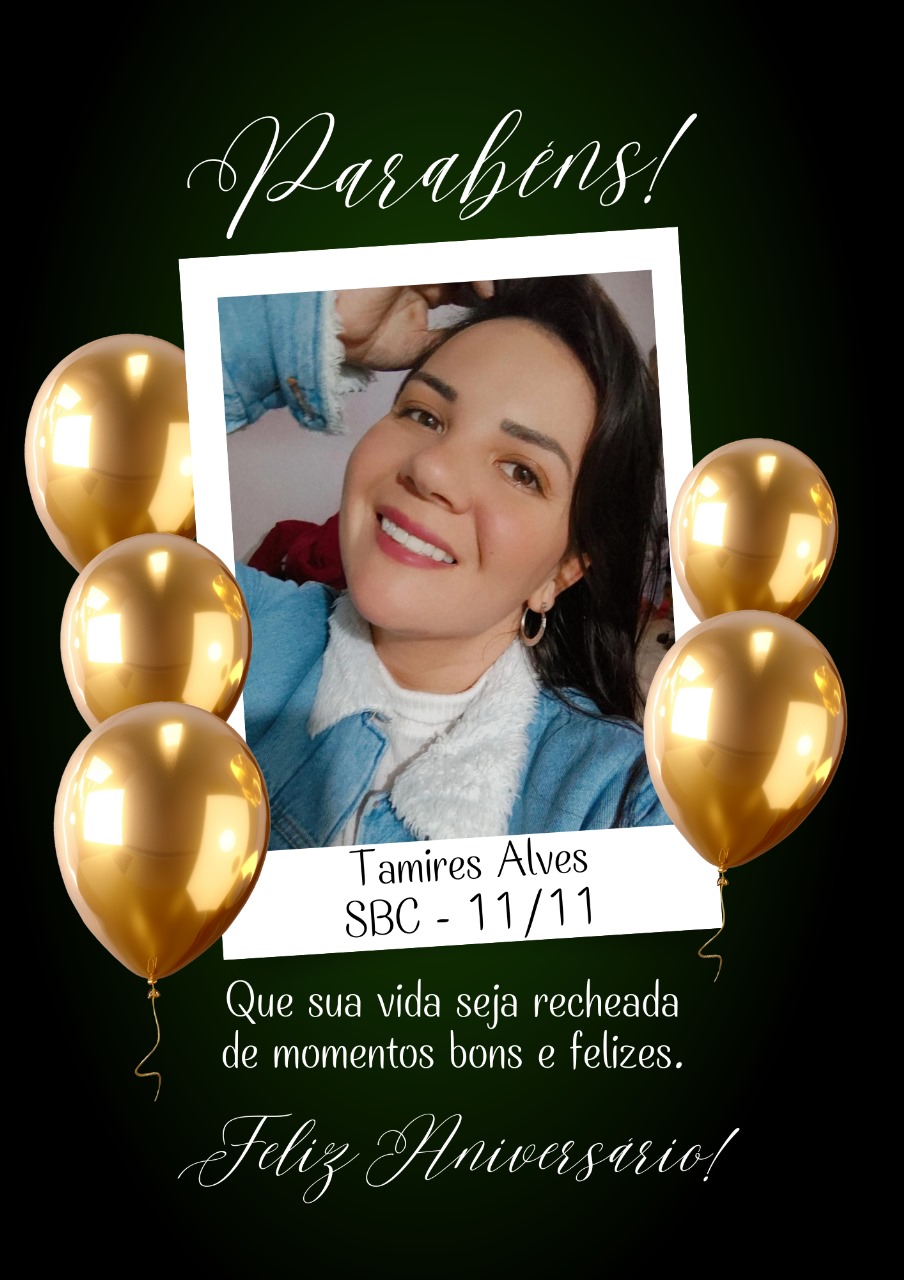 Parabéns!
Tamires Alves
SBC - 11/11
Que sua vida seja recheada
de momentos bons e felizes.
Feliz Aniversário!